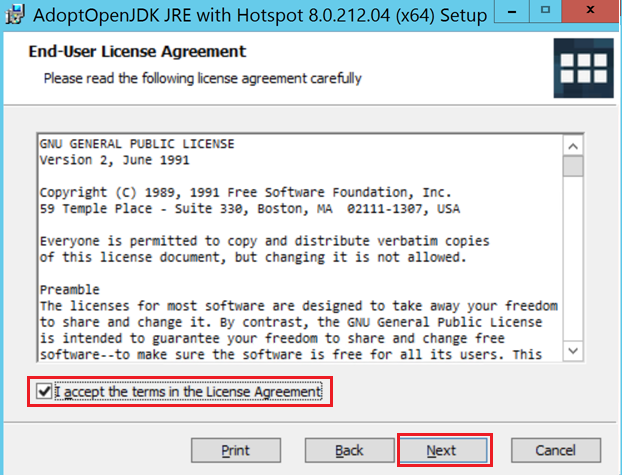 AdoptOpenJDK JRE with Hotspot 8.0.212.04 (x64) Setup
End-User License Agreement
Please read the following license agreement carefully
GNU GENERAL PUBLIC LICENSE
Version 2, June 1991
Copyright (C) 1989, 1991 Free Software Foundation, Inc.
59 Temple Place - Suite 330, Boston, MA  02111-1307, USA
Everyone is permitted to copy and distribute verbatim copies
of this license document, but changing it is not allowed.
Preamble
The licenses for most software are designed to take away your freedom
to share and change it. By contrast, the GNU General Public License
is intended to guarantee your freedom to share and change free
software--to make sure the software is free for all its users. This
I accept the terms in the License Agreement
Print Back Next Cancel